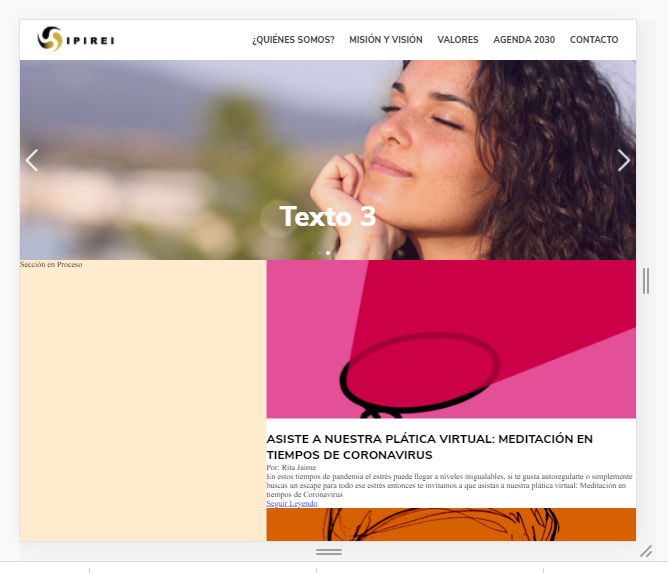 IPIREI
¿QUIÉNES SOMOS? MISIÓN Y VISIÓN VALORES AGENDA 2030 CONTACTO
Texto 3
Sección en Proceso
ASISTE A NUESTRA PLÁTICA VIRTUAL: MEDITACIÓN EN
TIEMPOS DE CORONAVIRUS
Por: Rita Jaime
En estos tiempos de pandemia el estrés puede llegar a niveles inigualables, si te gusta autoregularte o simplemente
buscas un escape para todo ese estrés entonces te invitamos a que asistas a nuestra plática virtual: Meditación en
tiempos de Coronavirus
Seguir Leyendo